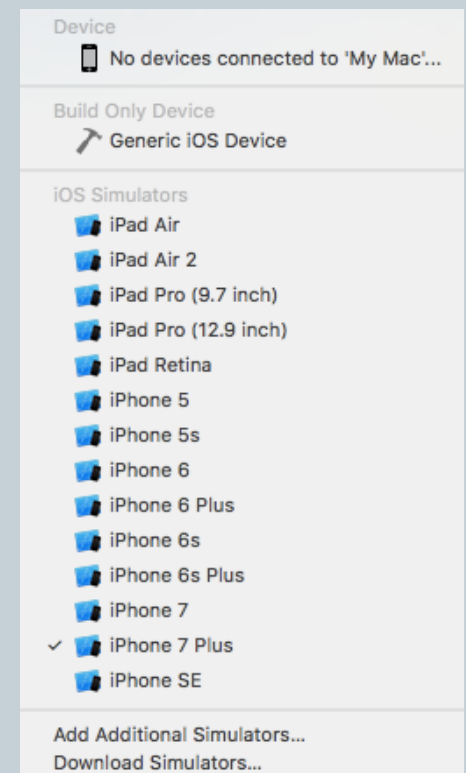 Device
No devices connected to 'My Mac'...
Build Only Device
Generic iOS Device
iOS Simulators
iPad Air
iPad Air 2
iPad Pro (9.7 inch)
iPad Pro (12.9 inch)
iPad Retina
iPhone 5
iPhone 5s
iPhone 6
iPhone 6 Plus
iPhone 6s
iPhone 6s Plus
iPhone 7
✓ iPhone 7 Plus
iPhone SE
Add Additional Simulators...
Download Simulators...